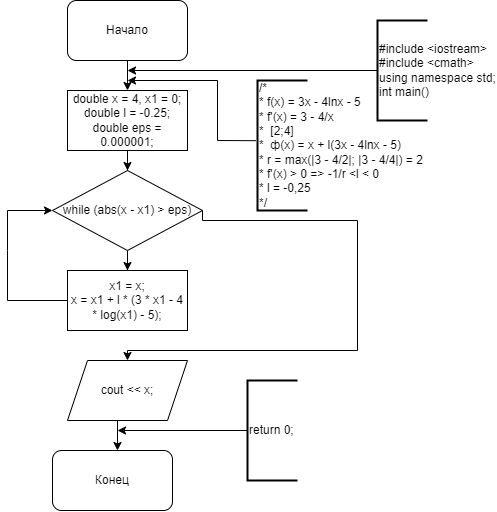 Начало
#include <iostream>
#include <cmath>
using namespace std;
int main()
double x = 4, x1 = 0;
double l = -0.25;
double eps =
0.000001;
/*
* f(x) = 3x - 4lnx - 5
* f'(x) = 3 - 4/x
* [2;4]
* ф(x) = x + l(3x - 4lnx - 5)
* r = max(|3 - 4/2|; |3 - 4/4|) = 2
* f'(x) > 0 => -1/r <l < 0
* l = -0,25
*/
while (abs(x - x1) > eps)
x1 = x;
x = x1 + l * (3 * x1 - 4
* log(x1) - 5);
cout << x;
return 0;
Конец